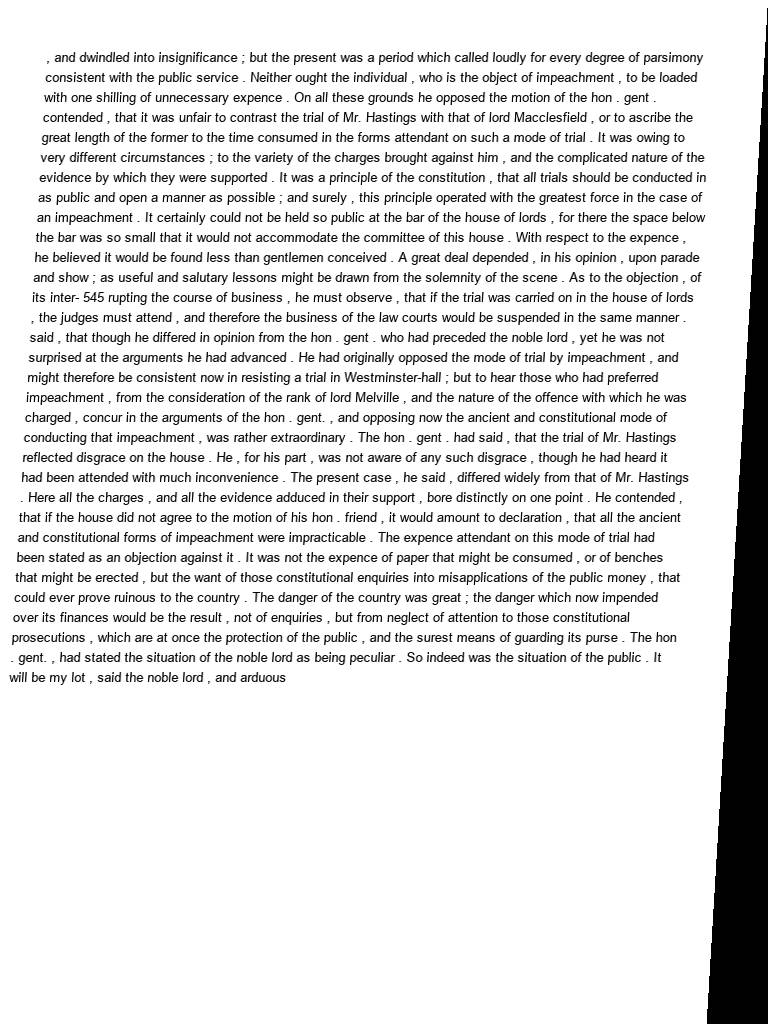 , and dwindled into insignificance ; but the present was a period which called loudly for every degree of parsimony
consistent with the public service . Neither ought the individual , who is the object of impeachment , to be loaded
with one shilling of unnecessary expence . On all these grounds he opposed the motion of the hon . gent .
contended , that it was unfair to contrast the trial of Mr. Hastings with that of lord Macclesfield , or to ascribe the
great length of the former to the time consumed in the forms attendant on such a mode of trial . It was owing to
very different circumstances ; to the variety of the charges brought against him , and the complicated nature of the
evidence by which they were supported . It was a principle of the constitution , that all trials should be conducted in
as public and open a manner as possible ; and surely , this principle operated with the greatest force in the case of
an impeachment . It certainly could not be held so public at the bar of the house of lords , for there the space below
the bar was so small that it would not accommodate the committee of this house . With respect to the expence ,
he believed it would be found less than gentlemen conceived . A great deal depended , in his opinion , upon parade
and show ; as useful and salutary lessons might be drawn from the solemnity of the scene . As to the objection , of
its inter- 545 rupting the course of business , he must observe , that if the trial was carried on in the house of lords
, the judges must attend , and therefore the business of the law courts would be suspended in the same manner .
said , that though he differed in opinion from the hon . gent . who had preceded the noble lord , yet he was not
surprised at the arguments he had advanced . He had originally opposed the mode of trial by impeachment , and
might therefore be consistent now in resisting a trial in Westminster-hall ; but to hear those who had preferred
impeachment , from the consideration of the rank of lord Melville , and the nature of the offence with which he was
charged , concur in the arguments of the hon . gent. , and opposing now the ancient and constitutional mode of
conducting that impeachment , was rather extraordinary . The hon . gent . had said , that the trial of Mr. Hastings
reflected disgrace on the house . He , for his part , was not aware of any such disgrace , though he had heard it
had been attended with much inconvenience . The present case , he said , differed widely from that of Mr. Hastings
. Here all the charges , and all the evidence adduced in their support , bore distinctly on one point . He contended ,
that if the house did not agree to the motion of his hon . friend , it would amount to declaration , that all the ancient
and constitutional forms of impeachment were impracticable . The expence attendant on this mode of trial had
been stated as an objection against it . It was not the expence of paper that might be consumed , or of benches
that might be erected , but the want of those constitutional enquiries into misapplications of the public money , that
could ever prove ruinous to the country . The danger of the country was great ; the danger which now impended
over its finances would be the result , not of enquiries , but from neglect of attention to those constitutional
prosecutions , which are at once the protection of the public , and the surest means of guarding its purse . The hon
. gent. , had stated the situation of the noble lord as being peculiar . So indeed was the situation of the public . It
will be my lot , said the noble lord , and arduous